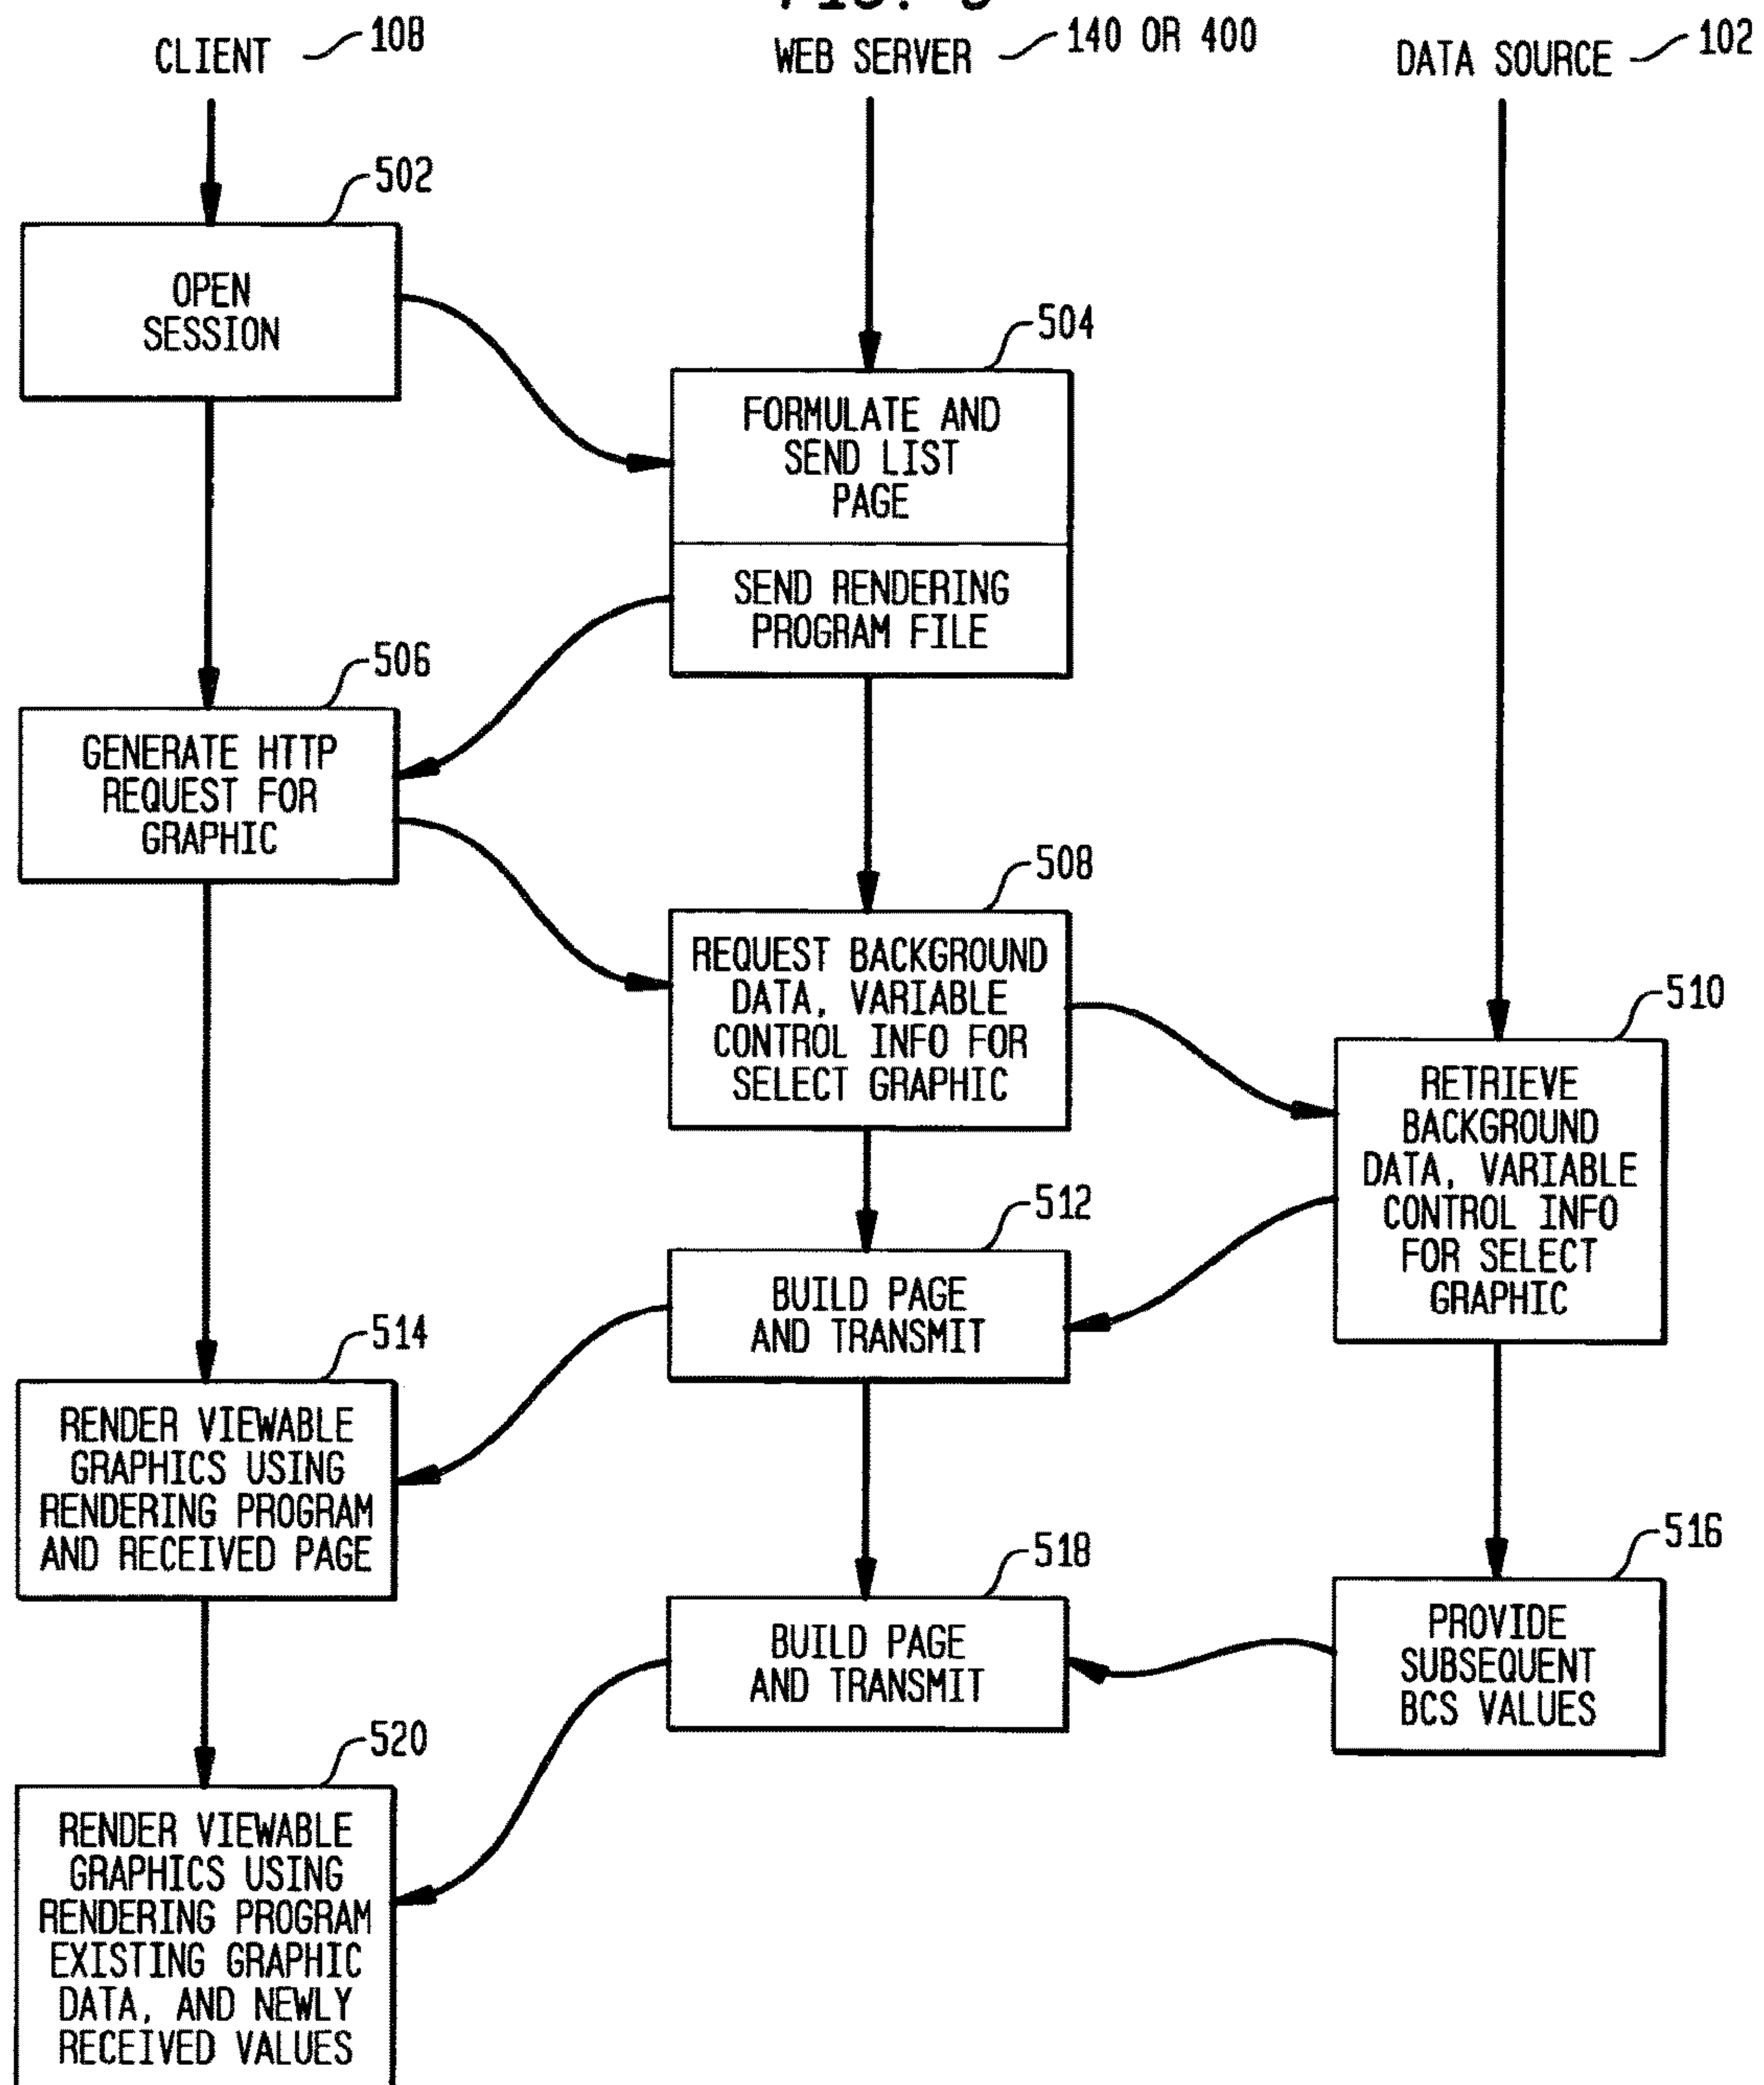 CLIENT 108
WEB SERVER 140 OR 400
DATA SOURCE 102
502
OPEN
SESSION
504
FORMULATE AND
SEND LIST
PAGE
SEND RENDERING
PROGRAM FILE
506
GENERATE HTTP
REQUEST FOR
GRAPHIC
508
REQUEST BACKGROUND
DATA, VARIABLE
CONTROL INFO FOR
SELECT GRAPHIC
510
RETRIEVE
BACKGROUND
DATA, VARIABLE
CONTROL INFO
FOR SELECT
GRAPHIC
512
BUILD PAGE
AND TRANSMIT
514
RENDER VIEWABLE
GRAPHICS USING
RENDERING PROGRAM
AND RECEIVED PAGE
516
PROVIDE
SUBSEQUENT
BCS VALUES
518
BUILD PAGE
AND TRANSMIT
520
RENDER VIEWABLE
GRAPHICS USING
RENDERING PROGRAM
EXISTING GRAPHIC
DATA, AND NEWLY
RECEIVED VALUES